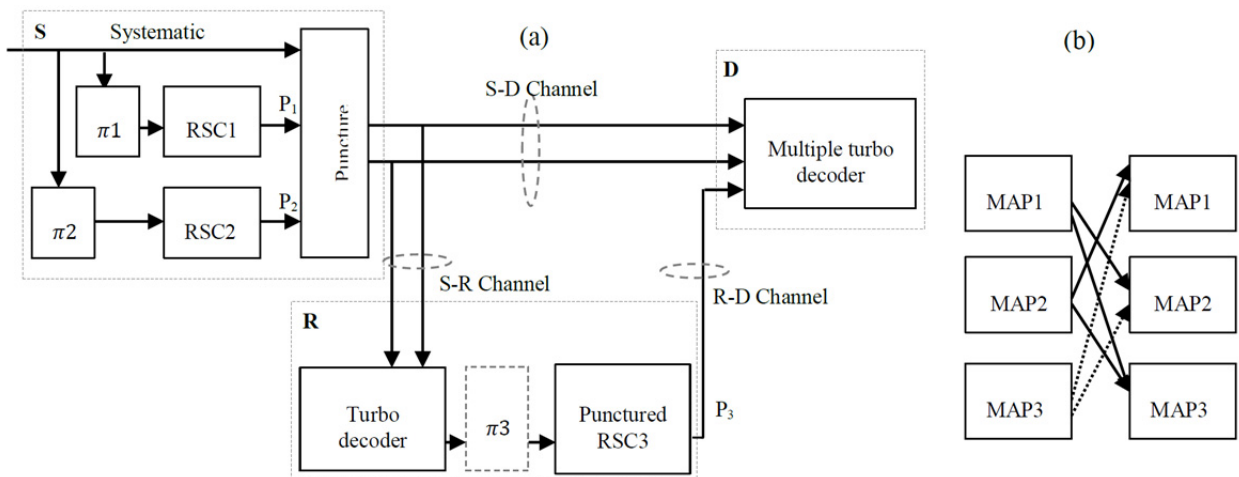 S
Systematic
(a)
(b)
D
S-D Channel
π1
RSC1
P1
Puncture
Multiple turbo
decoder
MAP1
MAP1
π2
RSC2
P2
S-R Channel
R-D Channel
MAP2
MAP2
R
Turbo
decoder
π3
Punctured
RSC3
P3
MAP3
MAP3